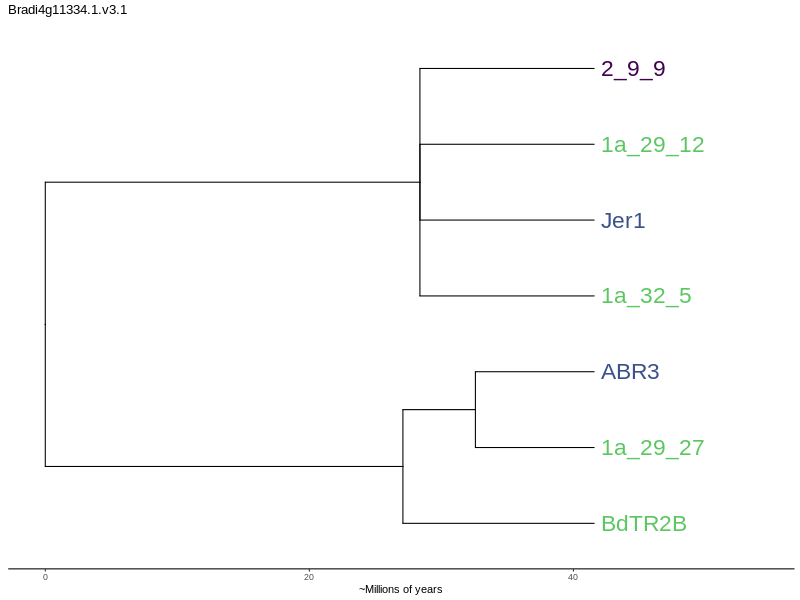 Bradi4g11334.1.v3.1
2_9_9
1a_29_12
Jer1
1a_32_5
ABR3
1a_29_27
BdTR2B
0 20 40
~Millions of years